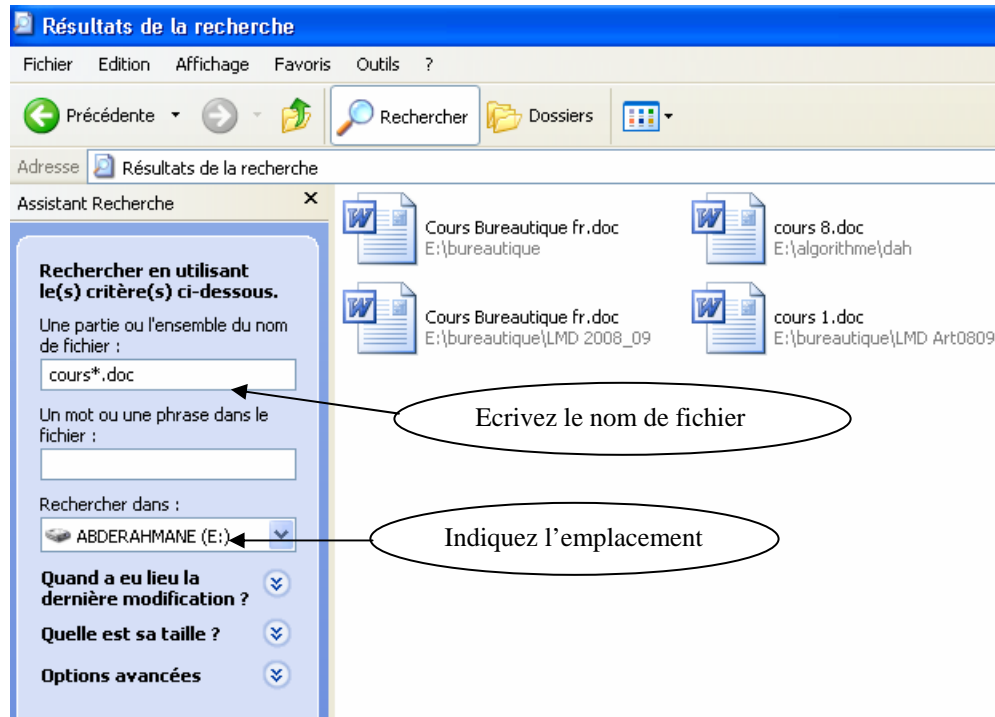 Résultats de la recherche
Fichier Edition Affichage Favoris Outils ?
Précédente Rechercher Dossiers
Adresse Résultats de la recherche
Assistant Recherche
Rechercher en utilisant
le(s) critère(s) ci-dessous.
Une partie ou l'ensemble du nom
de fichier :
cours*.doc
Un mot ou une phrase dans le
fichier :
Rechercher dans :
ABDERAHMANE (E:)
Quand a eu lieu la
dernière modification ?
Quelle est sa taille ?
Options avancées
Cours Bureautique fr.doc
E:\bureautique
cours 8.doc
E:\algorithme\dah
Cours Bureautique fr.doc
E:\bureautique\LMD 2008_09
cours 1.doc
E:\bureautique\LMD Art0809
Ecrivez le nom de fichier
Indiquez l’emplacement